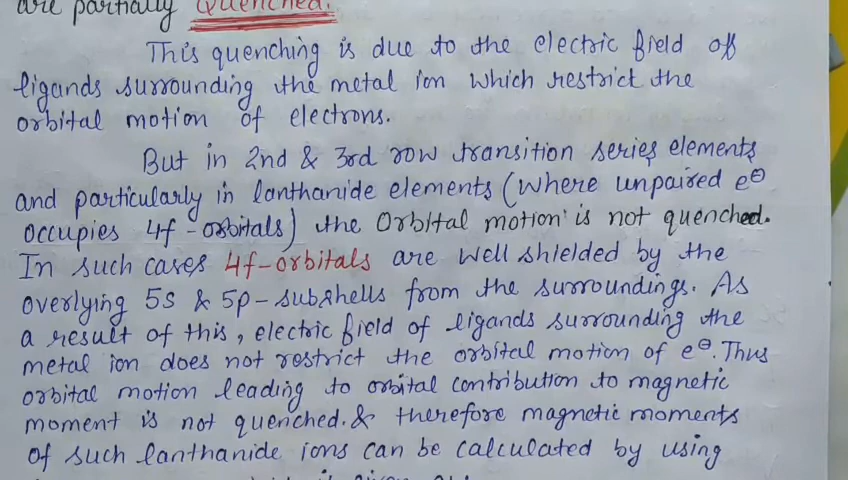 are partially Quenched.
This quenching is due to the electric field of
ligands surrounding the metal ion which restrict the
orbital motion of electrons.
But in 2nd & 3rd row transition series elements
and particularly in lanthanide elements (where unpaired e⊖
occupies 4f-orbitals) the Orbital motion is not quenched.
In such cases 4f-orbitals are well shielded by the
overlying 5s & 5p-subshells from the surroundings. As
a result of this, electric field of ligands surrounding the
metal ion does not restrict the orbital motion of e⊖. Thus
orbital motion leading to orbital contribution to magnetic
moment is not quenched. & therefore magnetic moments
of such lanthanide ions can be calculated by using